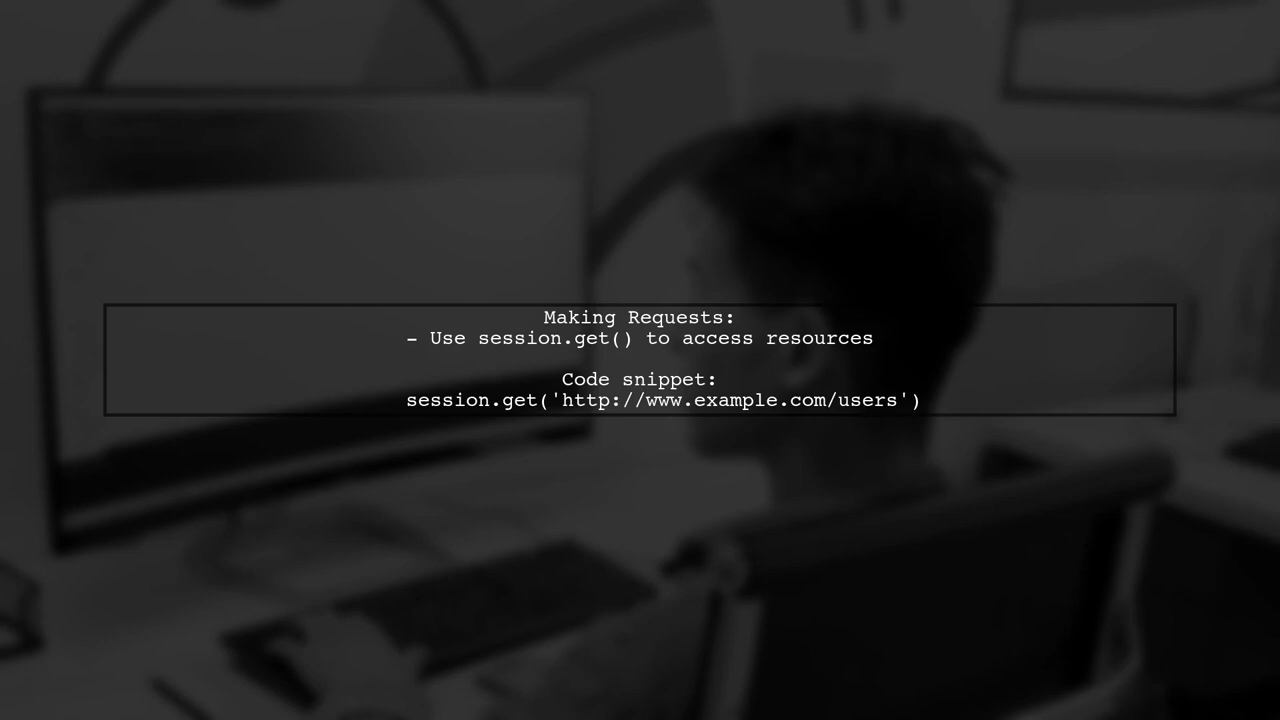 Making Requests:
- Use session.get() to access resources
Code snippet:
session.get('http://www.example.com/users')